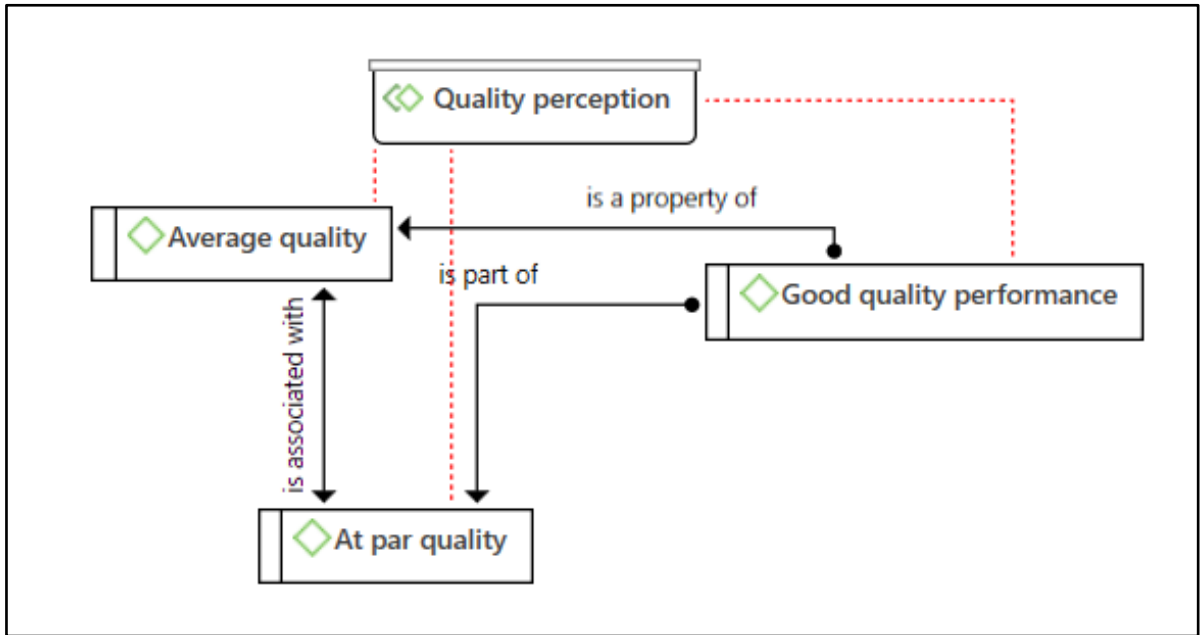 Quality perception
is a property of
Average quality
is part of
Good quality performance
is associated with
At par quality